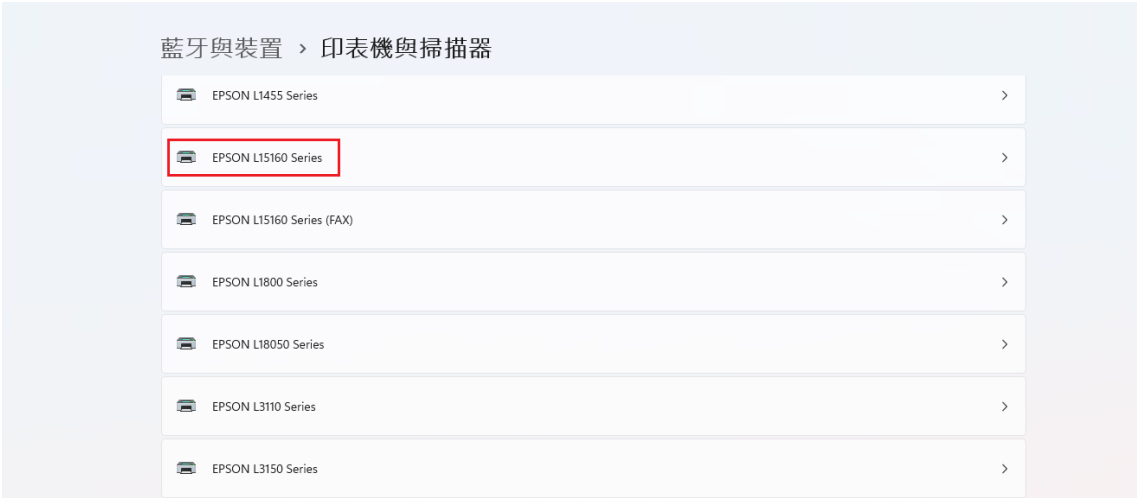 藍牙與裝置 › 印表機與掃描器
EPSON L1455 Series
EPSON L15160 Series
EPSON L15160 Series (FAX)
EPSON L1800 Series
EPSON L18050 Series
EPSON L3110 Series
EPSON L3150 Series